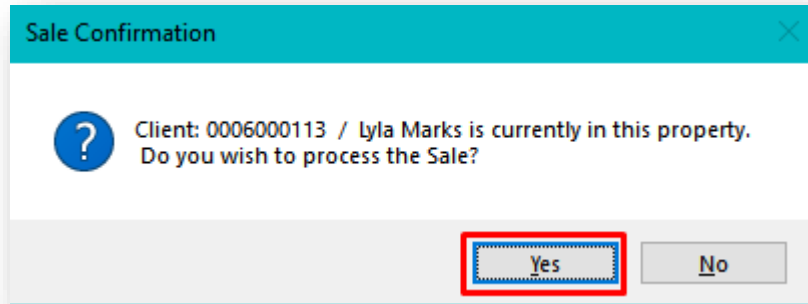 Sale Confirmation
Client: 0006000113 / Lyla Marks is currently in this property.
Do you wish to process the Sale?
Yes
No